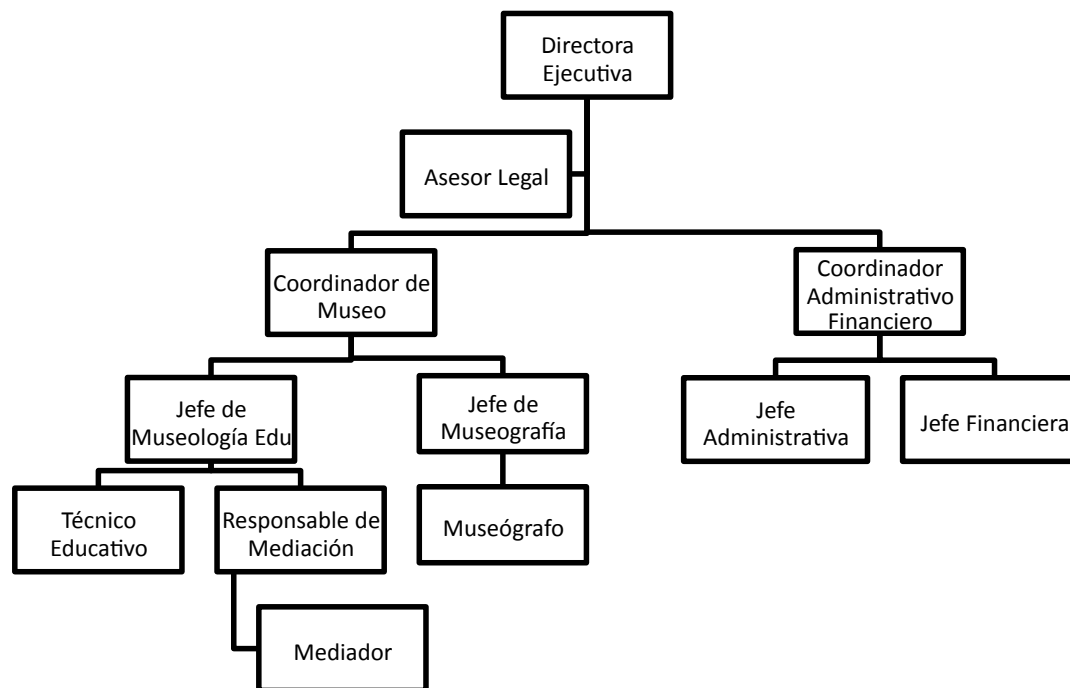 Directora
Ejecutiva
Asesor Legal
Coordinador de
Museo
Coordinador
Administrativo
Financiero
Jefe de
Museología Edu
Jefe de
Museografía
Jefe
Administrativa
Jefe Financiera
Técnico
Educativo
Responsable de
Mediación
Museógrafo
Mediador